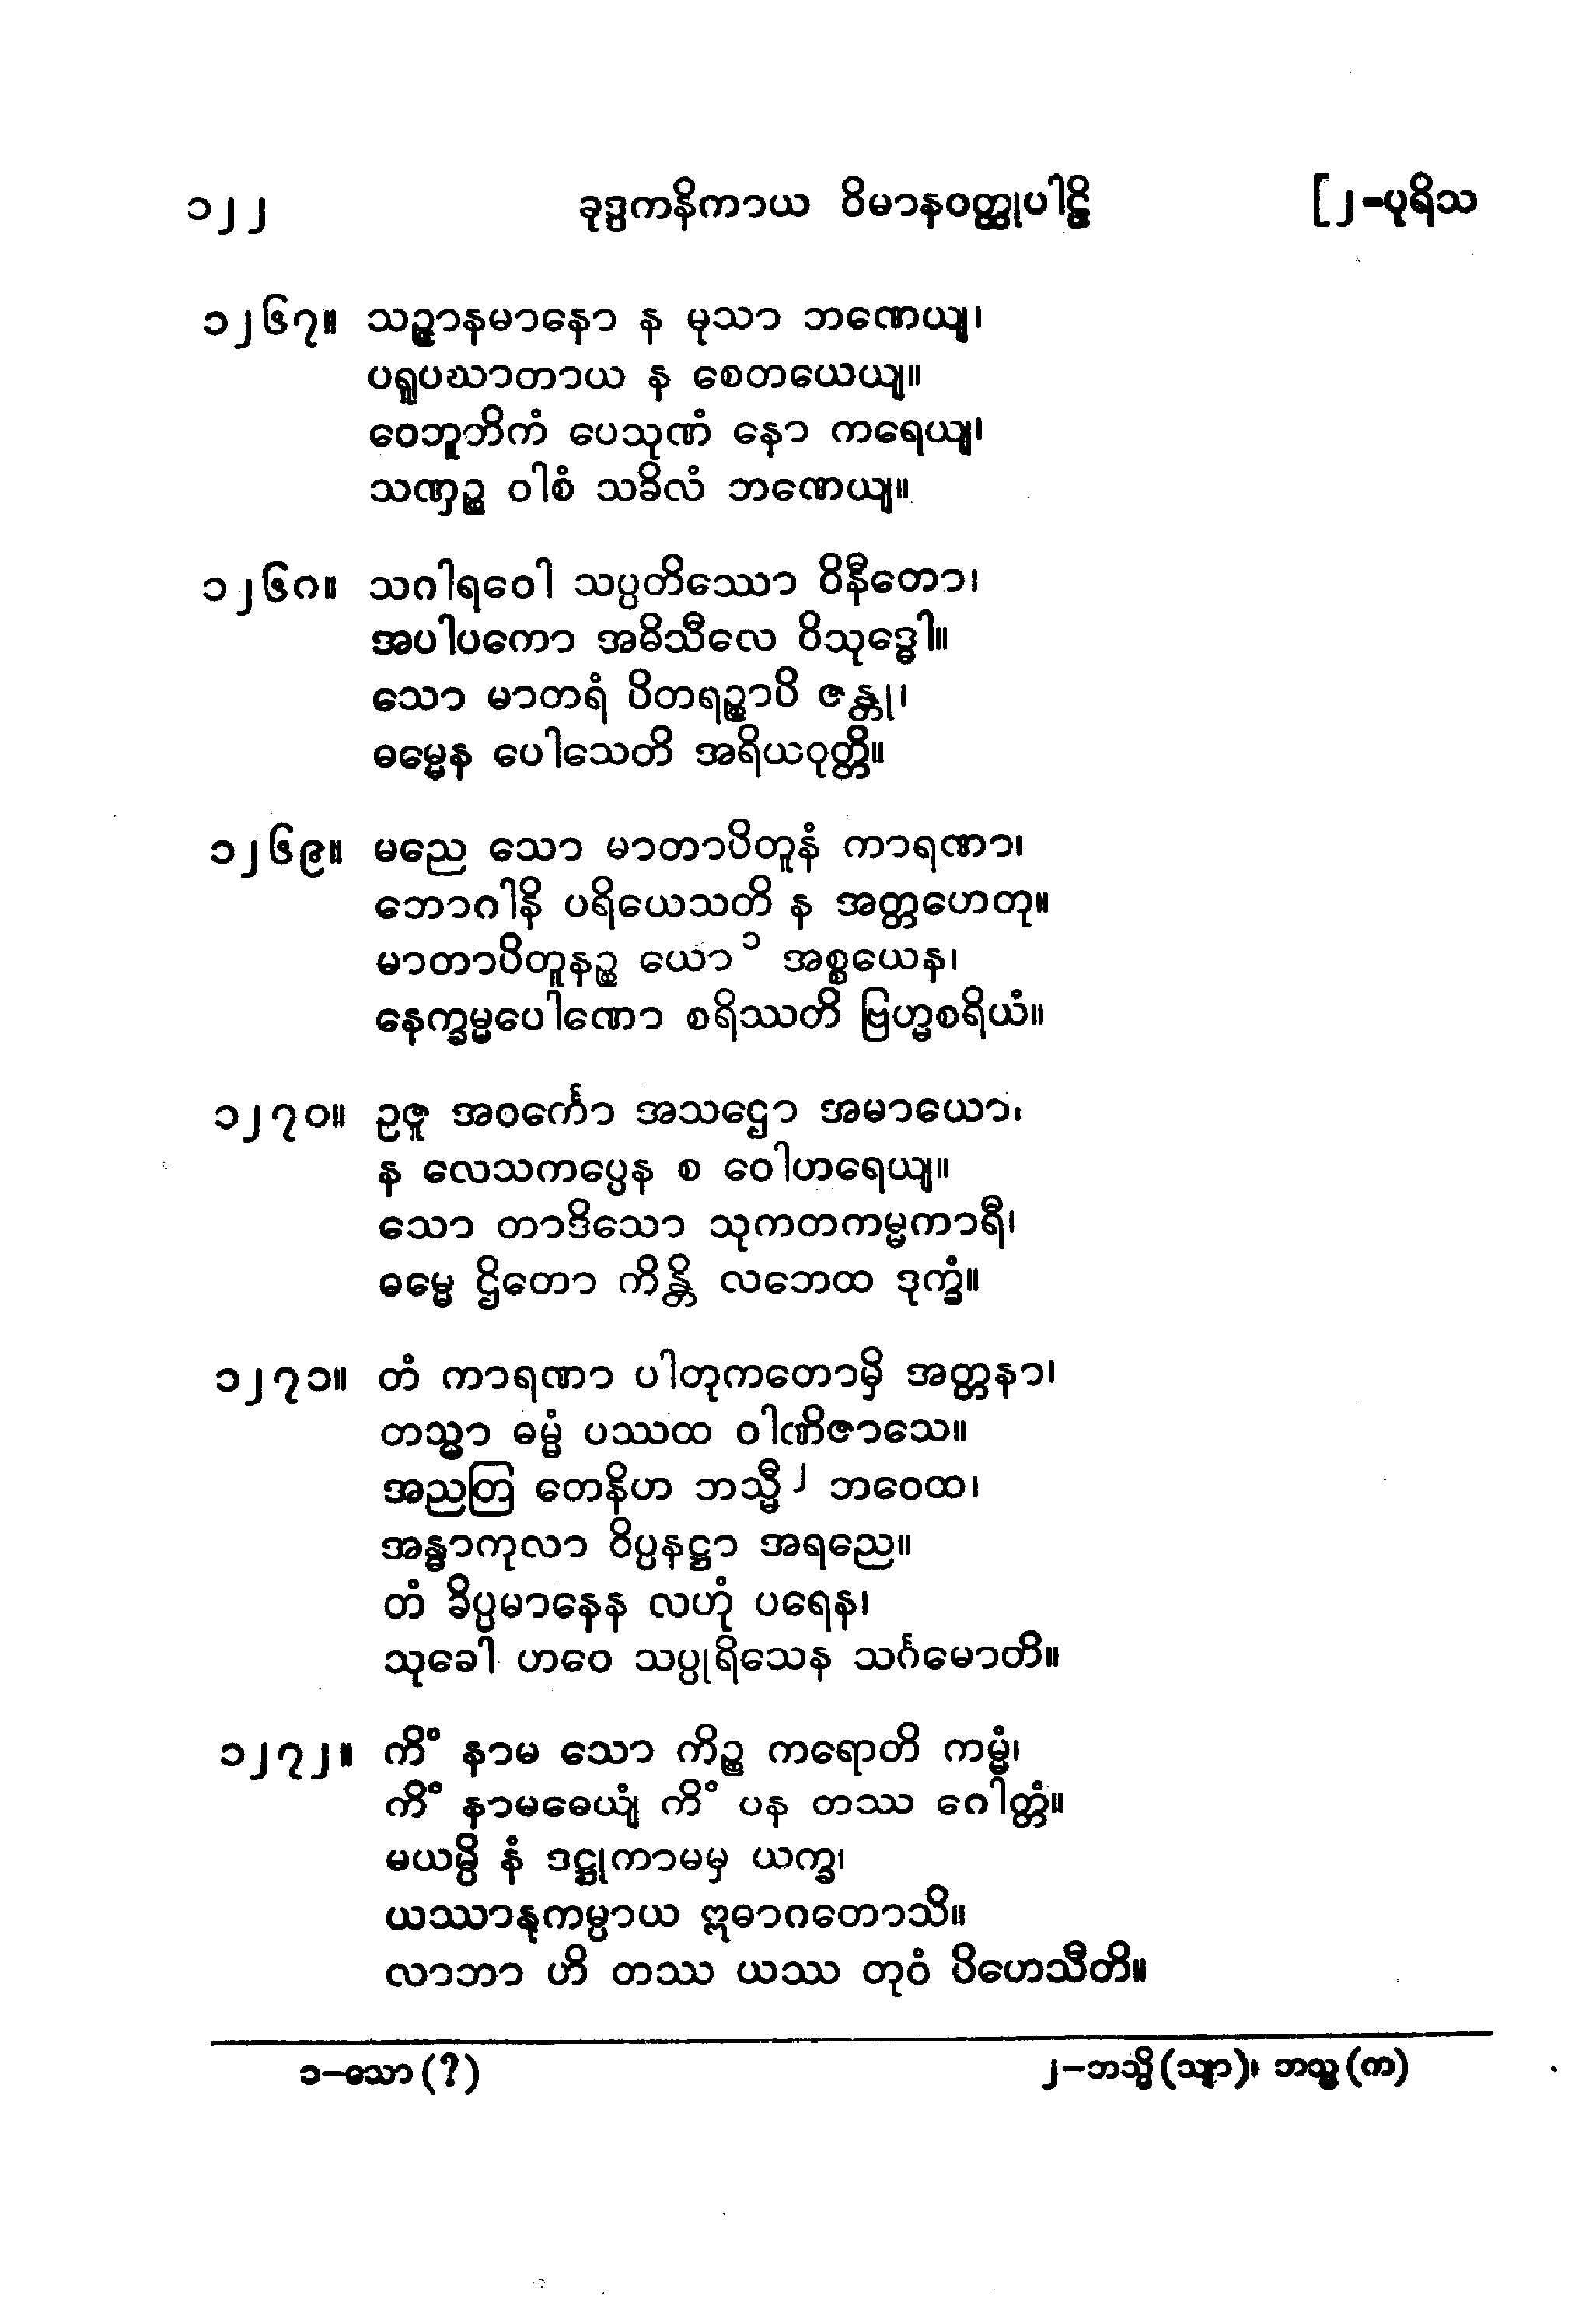 ၁၂၂ ခုဒ္ဒကနိကာယ ဝိမာနဝတ္ထုပါဠိ [၂-ပုရိသ
၁၂၆၇။ သဉ္ဇာနမာနော န မုသာ ဘဏေယျ၊
ပရူပဃာတာယ န စေတယေယျ။
ဝေဘူဘိကံ ပေသုဏံ နော ကရေယျ၊
သဏှဉ္စ ဝါစံ သခိလံ ဘဏေယျ။
၁၂၆၈။ သဂါရဝေါ သပ္ပတိဿော ဝိနီတော၊
အပါပကော အဓိသီလေ ဝိသုဒ္ဓေါ။
သော မာတရံ ပိတရဉ္စာပိ ဇန္တု၊
ဓမ္မေန ပေါသေတိ အရိယဝုတ္တိ။
၁၂၆၉။ မညေ သော မာတာပိတူနံ ကာရဏာ၊
ဘောဂါနိ ပရိယေသတိ န အတ္တဟေတု။
မာတာပိတူနဉ္စ ယော ၁ အစ္စယေန၊
နေက္ခမ္မပေါဏော စရိဿတိ ဗြဟ္မစရိယံ။
၁၂၇၀။ ဥဇူ အဝင်္ကော အသဌော အမာယော၊
န လေသကပ္ပေန စ ဝေါဟရေယျ။
သော တာဒိသော သုကတကမ္မကာရီ၊
ဓမ္မေ ဌိတော ကိန္တိ လဘေထ ဒုက္ခံ။
၁၂၇၁။ တံ ကာရဏာ ပါတုကတောမှိ အတ္တနာ၊
တသ္မာ ဓမ္မံ ပဿထ ဝါဏိဇာသေ။
အညတြ တေနိဟ ဘသ္မီ ၂ ဘဝေထ၊
အန္ဓာကုလာ ဝိပ္ပနဋ္ဌာ အရညေ။
တံ ခိပ္ပမာနေန လဟုံ ပရေန၊
သုခေါ ဟဝေ သပ္ပုရိသေန သင်္ဂမောတိ။
၁၂၇၂။ ကိံ နာမ သော ကိဉ္စ ကရောတိ ကမ္မံ၊
ကိံ နာမဓေယျံ ကိံ ပန တဿ ဂေါတ္တံ။
မယမ္ပိ နံ ဒဋ္ဌုကာမမှ ယက္ခ၊
ယဿာနုကမ္ပာယ ဣဓာဂတောသိ။
လာဘာ ဟိ တဿ ယဿ တုဝံ ပိဟေသီတိ။
၁-သော (?) ၂-ဘသ္မိ (သျာ)၊ ဘသ္မ (က)